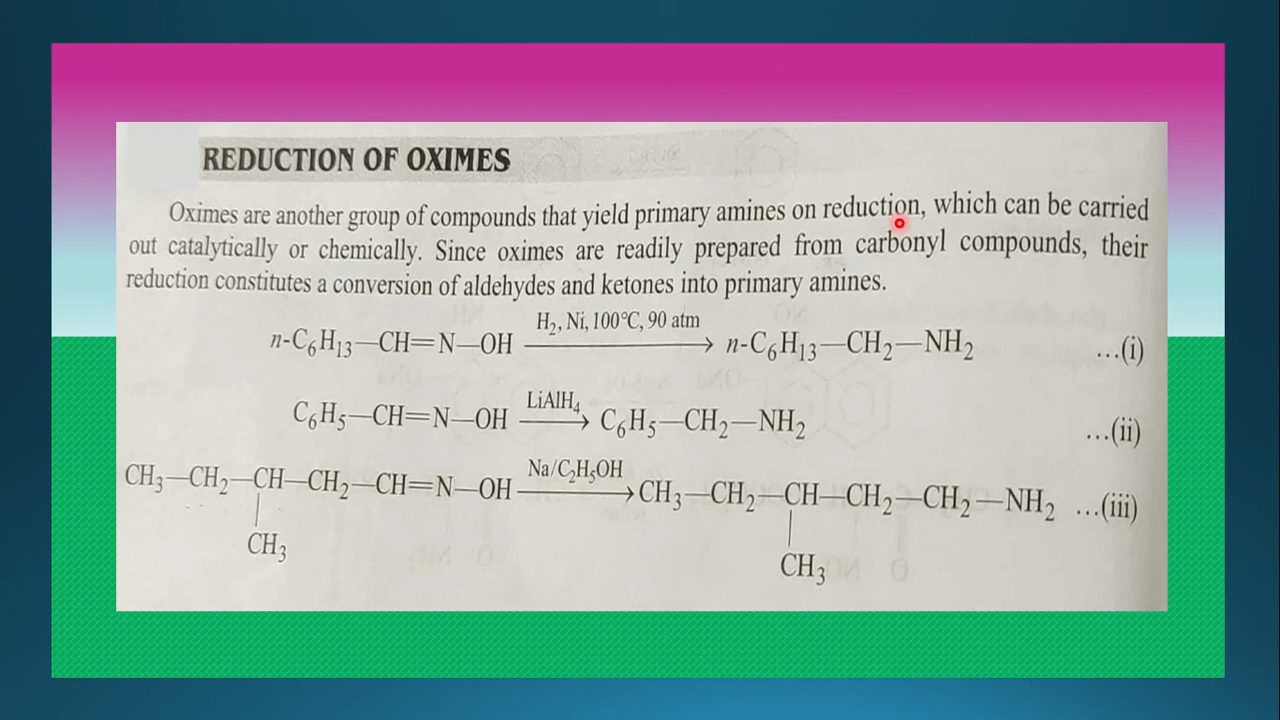 REDUCTION OF OXIMES
Oximes are another group of compounds that yield primary amines on reduction, which can be carried
out catalytically or chemically. Since oximes are readily prepared from carbonyl compounds, their
reduction constitutes a conversion of aldehydes and ketones into primary amines.
n-C₆H₁₃—CH=N—OH H₂, Ni, 100°C, 90 atm → n-C₆H₁₃—CH₂—NH₂ ...(i)
C₆H₅—CH=N—OH LiAlH₄ → C₆H₅—CH₂—NH₂ ...(ii)
CH₃—CH₂—CH—CH₂—CH=N—OH Na/C₂H₅OH → CH₃—CH₂—CH—CH₂—CH₂—NH₂ ...(iii)
CH₃ CH₃